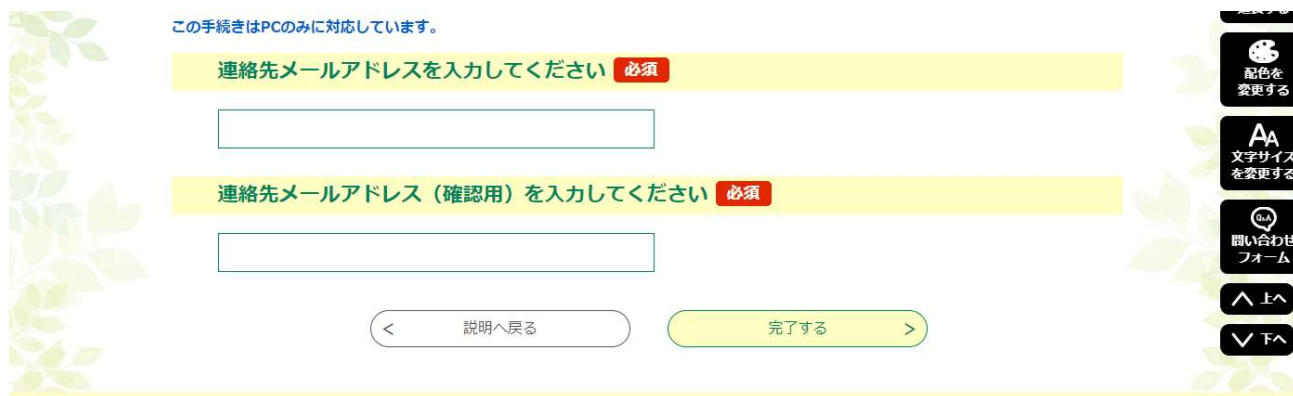 この手続きはPCのみに対応しています。
連絡先メールアドレスを入力してください 必須
連絡先メールアドレス（確認用）を入力してください 必須
< 説明へ戻る
完了する >
配色を
変更する
AA
文字サイズ
を変更する
Q&A
問い合わせ
フォーム
上へ
下へ